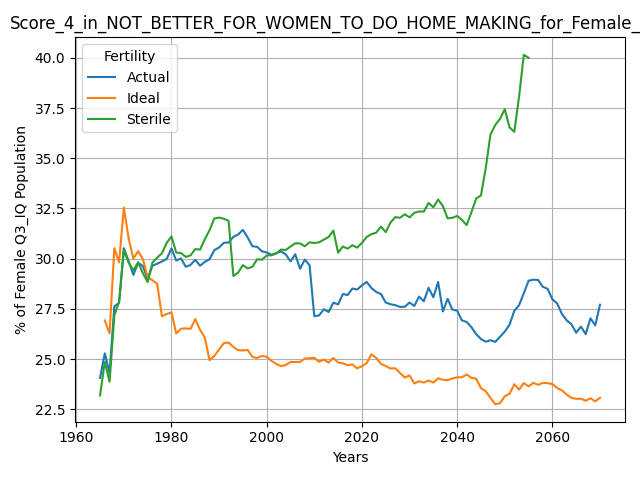 Score_4_in_NOT_BETTER_FOR_WOMEN_TO_DO_HOME_MAKING_for_Female_
Fertility
Actual
Ideal
Sterile
% of Female Q3_IQ Population
40.0
37.5
35.0
32.5
30.0
27.5
25.0
22.5
1960
1980
2000
2020
2040
2060
Years